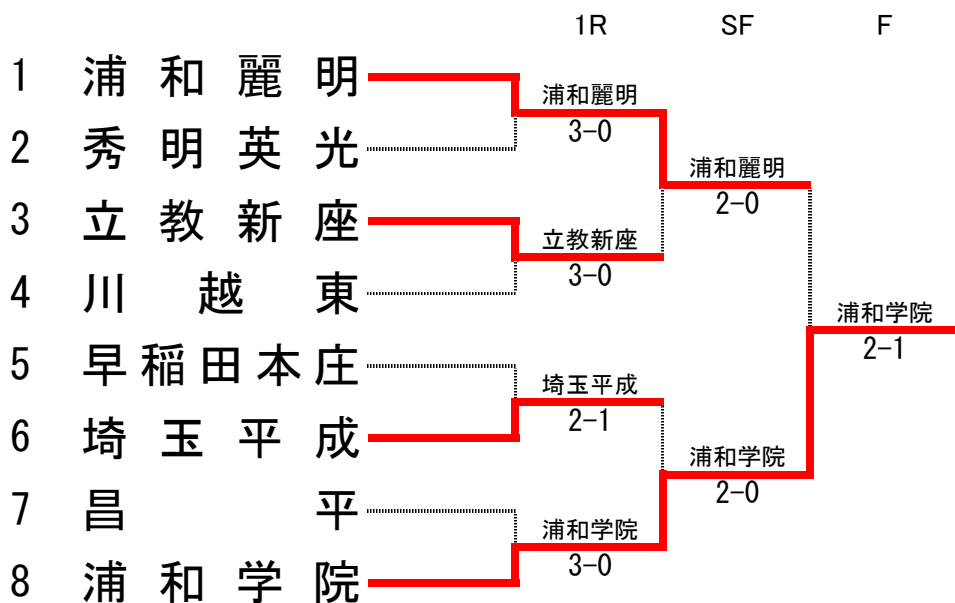 1R SF F
1 浦和麗明
2 秀明英光
3 立教新座
4 川越東
5 早稲田本庄
6 埼玉平成
7 昌平
8 浦和学院
浦和麗明
3-0
立教新座
3-0
埼玉平成
2-1
浦和学院
3-0
浦和麗明
2-0
浦和学院
2-0
浦和学院
2-1